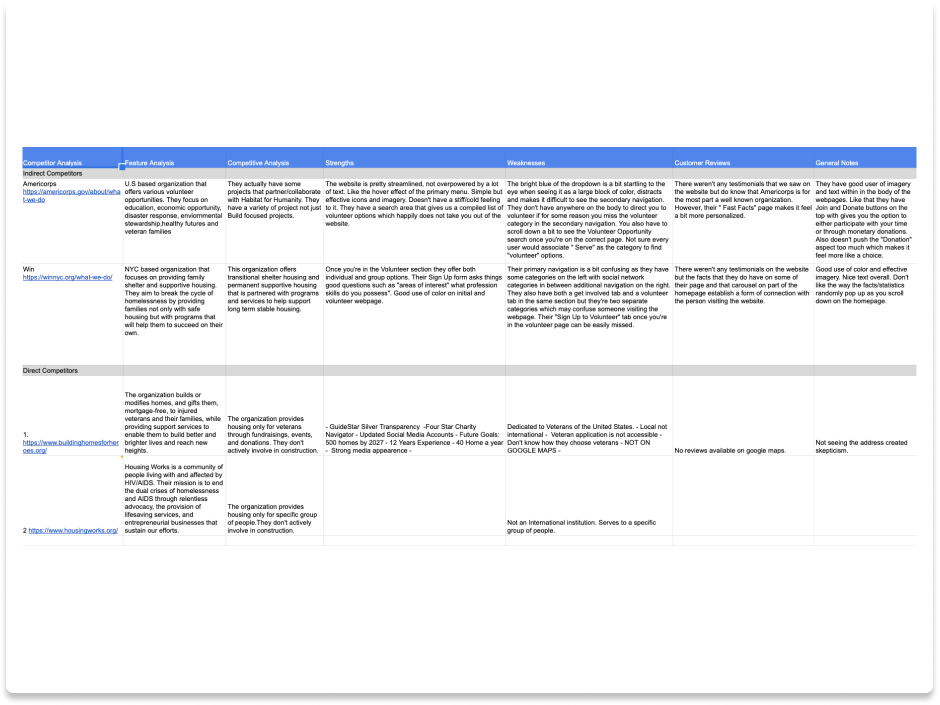 Competitor Analysis
Feature Analysis
Competitive Analysis
Strengths
Weaknesses
Customer Reviews
General Notes
Indirect Competitors
Americorps
https://americorps.gov/about/wha
t-we-do
U.S based organization that
offers various volunteer
opportunities. They focus on
education, economic opportunity,
disaster response, enviornmental
stewardship,healthy futures and
veteran families
They actually have some
projects that partner/collaborate
with Habitat for Humanity. They
have a variety of project not just
Build focused projects.
The website is pretty streamlined, not overpowered by a lot
of text. Like the hover effect of the primary menu. Simple but
effective icons and imagery. Doesn't have a stiff/cold feeling
to it. They have a search area that gives us a compiled list of
volunteer options which happily does not take you out of the
website.
The bright blue of the dropdown is a bit startling to the
eye when seeing it as a large block of color, distracts
and makes it difficult to see the secondary navigation.
They don't have anywhere on the body to direct you to
volunteer if for some reason you miss the volunteer
category in the secondary navigation. You also have to
scroll down a bit to see the Volunteer Opportunity
search once you're on the correct page. Not sure every
user would associate " Serve" as the category to find
"volunteer" options.
There weren't any testimonials that we saw on
the website but do know that Americorps is for
the most part a well known organization.
However, their " Fast Facts" page makes it feel
a bit more personalized.
They have good user of imagery
and text within in the body of the
webpages. Like that they have
Join and Donate buttons on the
top with gives you the option to
either participate with your time
or through monetary donations.
Also doesn't push the "Donation"
aspect too much which makes it
feel more like a choice.
Win
https://winnyc.org/what-we-do/
NYC based organization that
focuses on providing family
shelter and supportive housing.
They aim to break the cycle of
homelessness by providing
families not only with safe
housing but with programs that
will help them to succeed on their
own.
This organization offers
transitional shelter housing and
permanent supportive housing
that is partnered with programs
and services to help support
long term stable housing.
Once you're in the Volunteer section they offer both
individual and group options. Their Sign Up form asks things
good questions such as "areas of interest" what profession
skills do you possess". Good use of color on initial and
volunteer webpage.
Their primary navigation is a bit confusing as they have
some categories on the left with social network
categories in between additional navigation on the right.
They also have both a get involved tab and a volunteer
tab in the same section but they're two separate
categories which may confuse someone visiting the
webpage. Their "Sign Up to Volunteer" tab once you're
in the volunteer page can be easily missed.
There weren't any testimonials on the website
but the facts that they do have on some of
their page and that carousel on part of the
homepage establish a form of connection with
the person visiting the website.
Good use of color and effective
imagery. Nice text overall. Don't
like the way the facts/statistics
randomly pop up as you scroll
down on the homepage.
Direct Competitors
1.
https://www.buildinghomesforher
oes.org/
The organization builds or
modifies homes, and gifts them,
mortgage-free, to injured
veterans and their families, while
providing support services to
enable them to build better and
brighter lives and reach new
heights.
The organization provides
housing only for veterans
through fundraisings, events,
and donations. They don't
actively involve in construction.
- GuideStar Silver Transparency -Four Star Charity
Navigator - Updated Social Media Accounts - Future Goals:
500 homes by 2027 - 12 Years Experience - 40 Home a year
- Strong media appearence -
Dedicated to Veterans of the United States. - Local not
international - Veteran application is not accessible -
Don't know how they choose veterans - NOT ON
GOOGLE MAPS -
No reviews available on google maps.
Not seeing the address created
skepticism.
2 https://www.housingworks.org/
Housing Works is a community of
people living with and affected by
HIV/AIDS. Their mission is to end
the dual crises of homelessness
and AIDS through relentless
advocacy, the provision of
lifesaving services, and
entrepreneurial businesses that
sustain our efforts.
The organization provides
housing only for specific group
of people.They don't actively
involve in construction.
Not an International institution. Serves to a specific
group of people.